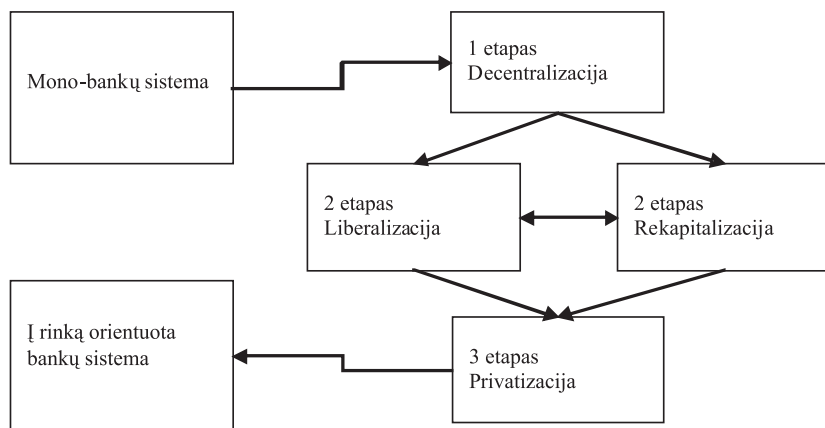 Mono-bankų sistema
1 etapas
Decentralizacija
2 etapas
Liberalizacija
2 etapas
Rekapitalizacija
3 etapas
Privatizacija
Į rinką orientuota
bankų sistema